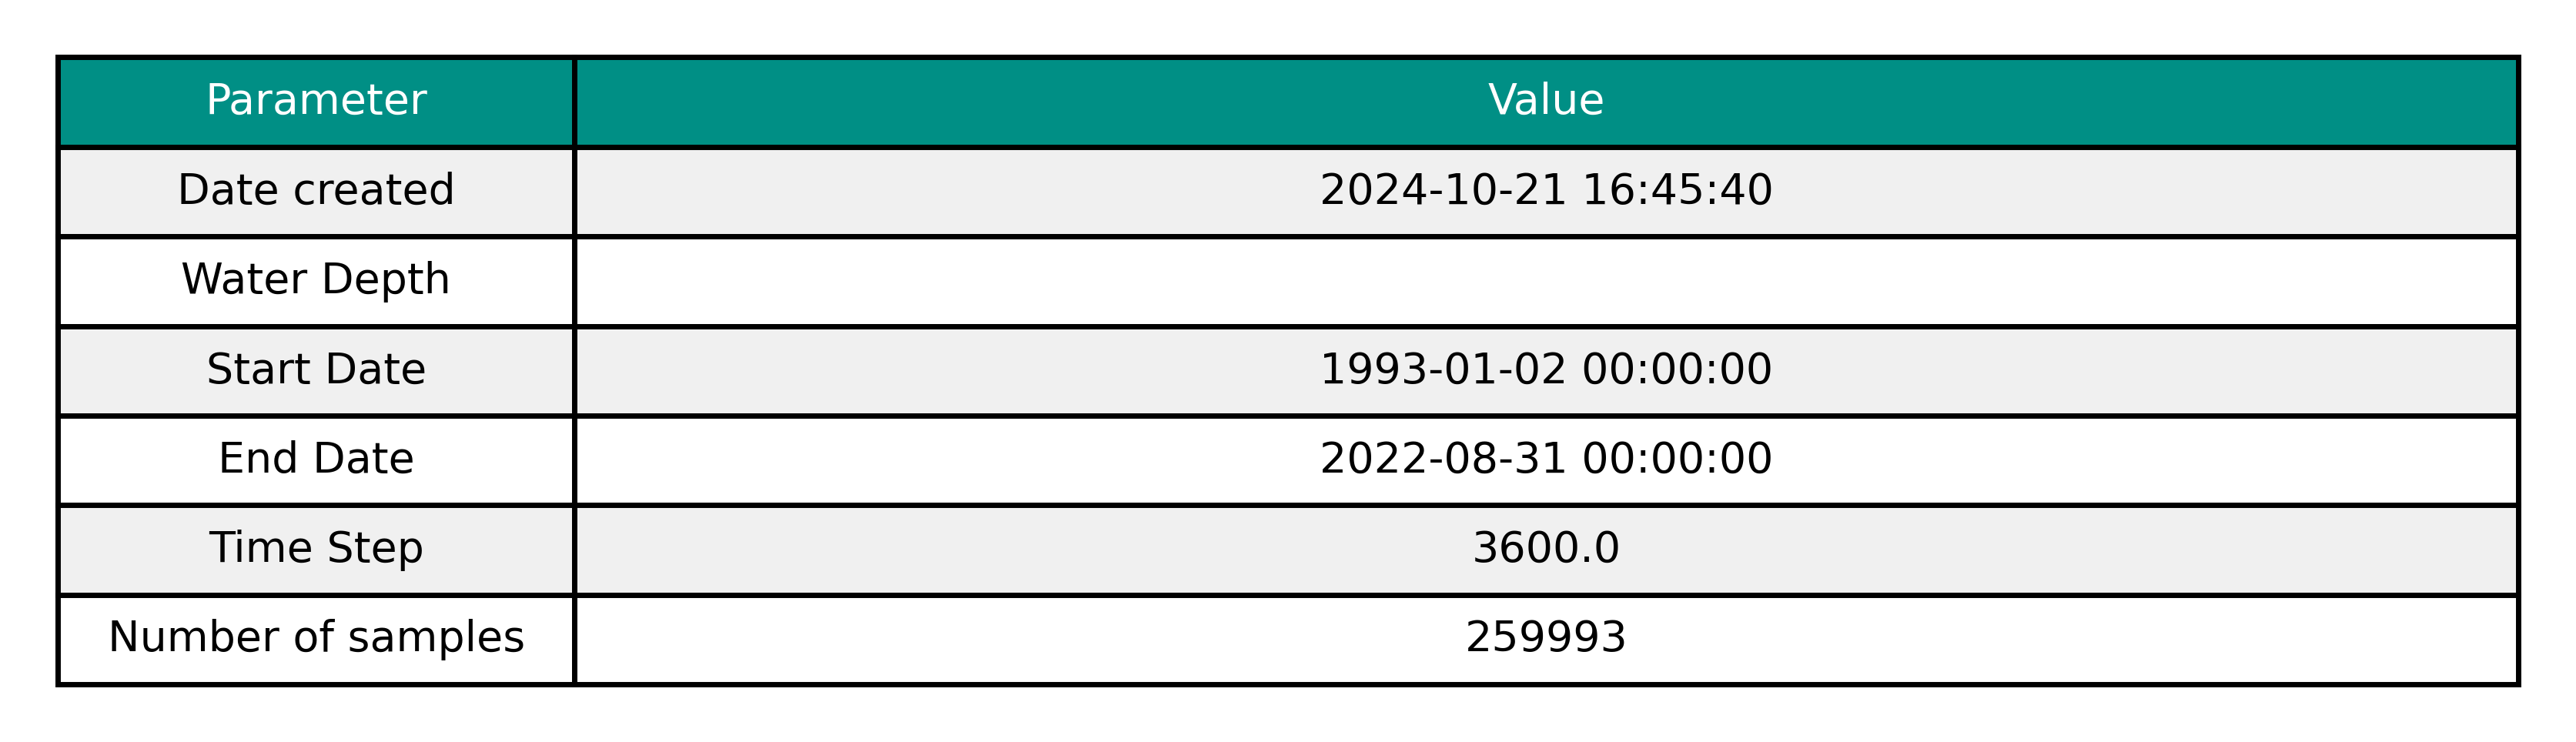 Parameter Value
Date created 2024-10-21 16:45:40
Water Depth
Start Date 1993-01-02 00:00:00
End Date 2022-08-31 00:00:00
Time Step 3600.0
Number of samples 259993